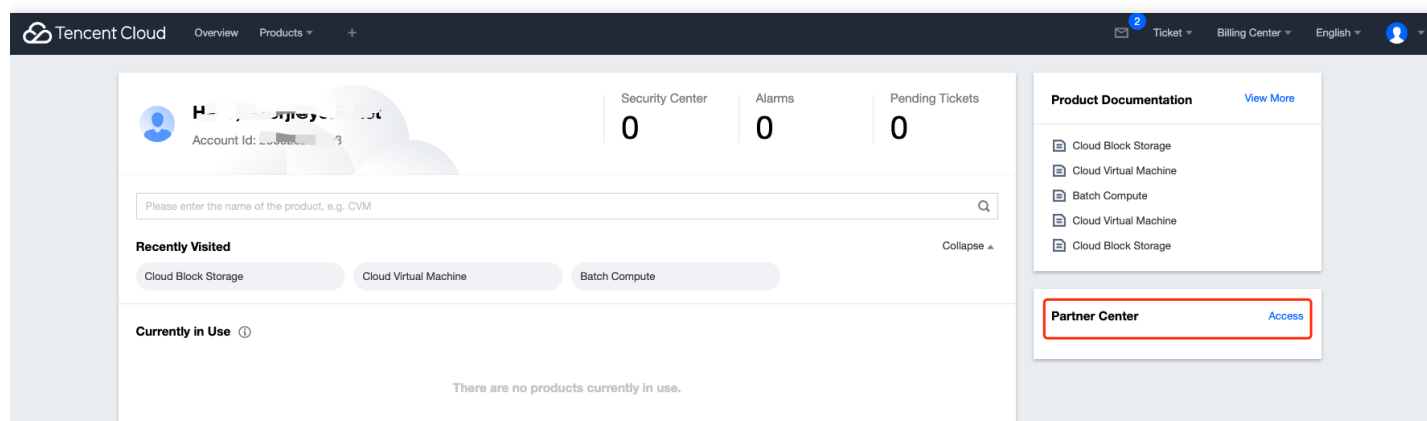 Tencent Cloud Overview Products + 2 Ticket Billing Center English
Security Center Alarms Pending Tickets
0 0 0
Account Id:
Please enter the name of the product, e.g. CVM
Recently Visited Collapse
Cloud Block Storage Cloud Virtual Machine Batch Compute
Currently in Use
There are no products currently in use.
Product Documentation View More
Cloud Block Storage
Cloud Virtual Machine
Batch Compute
Cloud Virtual Machine
Cloud Block Storage
Partner Center Access